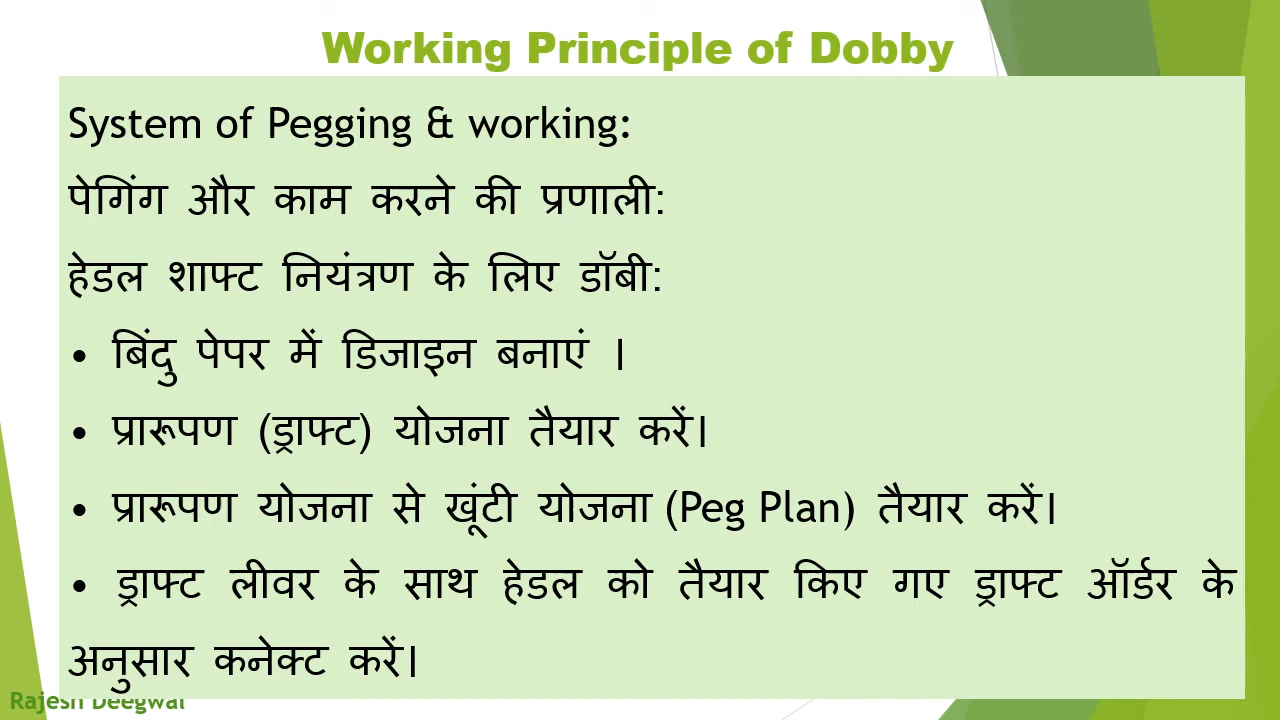 Working Principle of Dobby
System of Pegging & working:
पेगिंग और काम करने की प्रणाली:
हेडल शाफ्ट नियंत्रण के लिए डॉबी:
• बिंदु पेपर में डिजाइन बनाएं ।
• प्रारूपण (ड्राफ्ट) योजना तैयार करें।
• प्रारूपण योजना से खूंटी योजना (Peg Plan) तैयार करें।
• ड्राफ्ट लीवर के साथ हेडल को तैयार किए गए ड्राफ्ट ऑर्डर के
अनुसार कनेक्ट करें।
Rajesh Deegwal